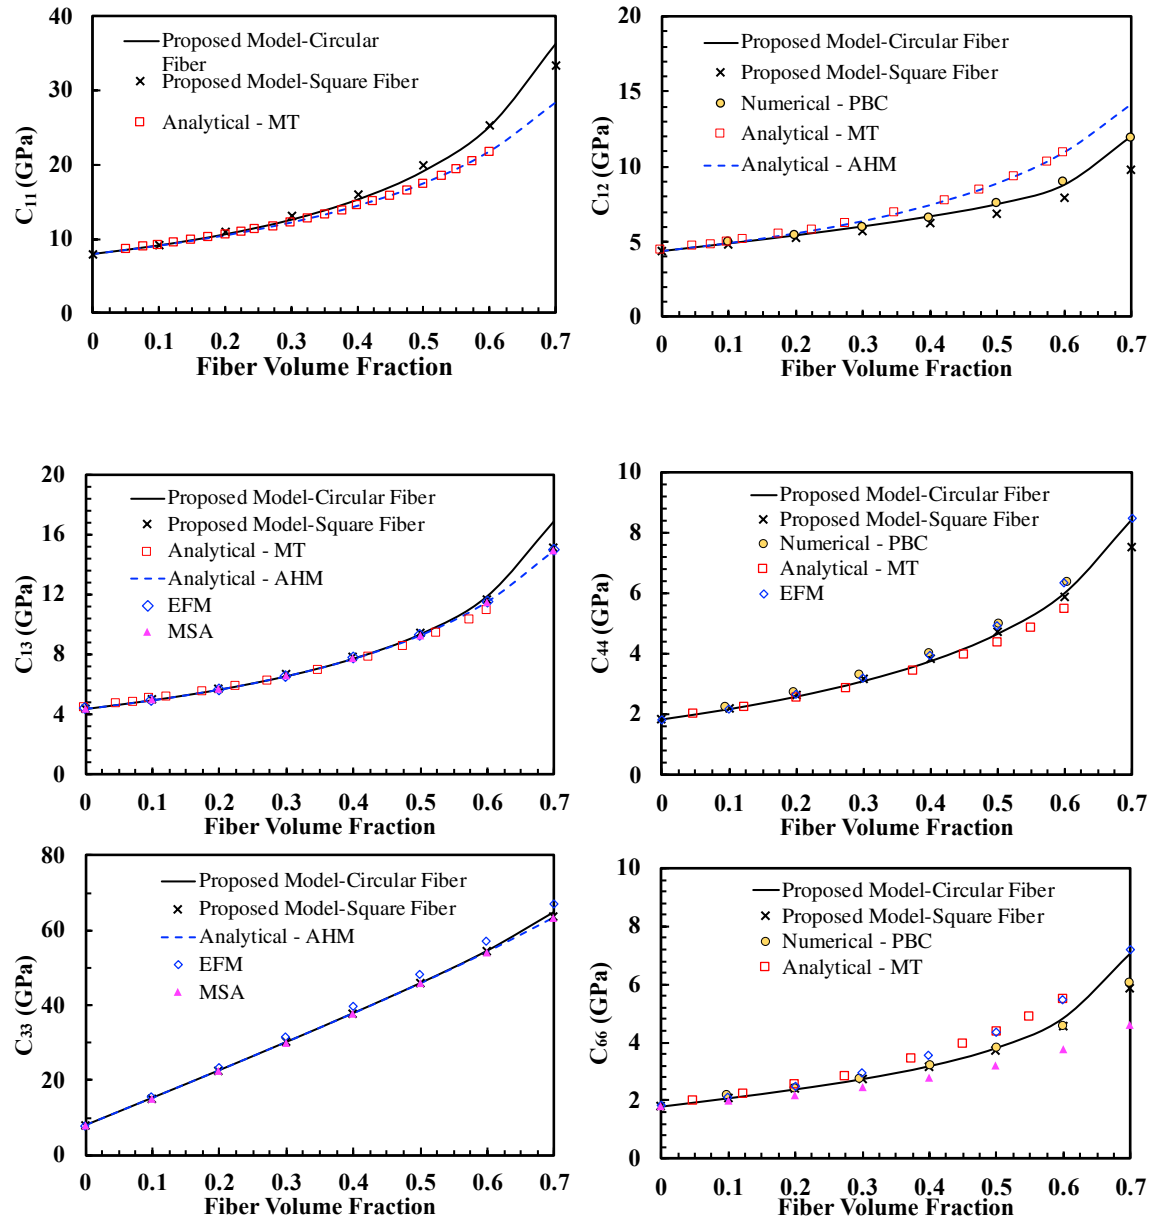 40
30
20
10
0
C11 (GPa)
Proposed Model-Circular
Fiber
Proposed Model-Square Fiber
Analytical - MT
0 0.1 0.2 0.3 0.4 0.5 0.6 0.7
Fiber Volume Fraction
20
15
10
5
0
C12 (GPa)
Proposed Model-Circular Fiber
Proposed Model-Square Fiber
Numerical - PBC
Analytical - MT
Analytical - AHM
0 0.1 0.2 0.3 0.4 0.5 0.6 0.7
Fiber Volume Fraction
20
16
12
8
4
0
C13 (GPa)
Proposed Model-Circular Fiber
Proposed Model-Square Fiber
Analytical - MT
Analytical - AHM
EFM
MSA
0 0.1 0.2 0.3 0.4 0.5 0.6 0.7
Fiber Volume Fraction
10
8
6
4
2
0
C44 (GPa)
Proposed Model-Circular Fiber
Proposed Model-Square Fiber
Numerical - PBC
Analytical - MT
EFM
0 0.1 0.2 0.3 0.4 0.5 0.6 0.7
Fiber Volume Fraction
80
60
40
20
0
C33 (GPa)
Proposed Model-Circular Fiber
Proposed Model-Square Fiber
Analytical - AHM
EFM
MSA
0 0.1 0.2 0.3 0.4 0.5 0.6 0.7
Fiber Volume Fraction
10
8
6
4
2
0
C66 (GPa)
Proposed Model-Circular Fiber
Proposed Model-Square Fiber
Numerical - PBC
Analytical - MT
0 0.1 0.2 0.3 0.4 0.5 0.6 0.7
Fiber Volume Fraction